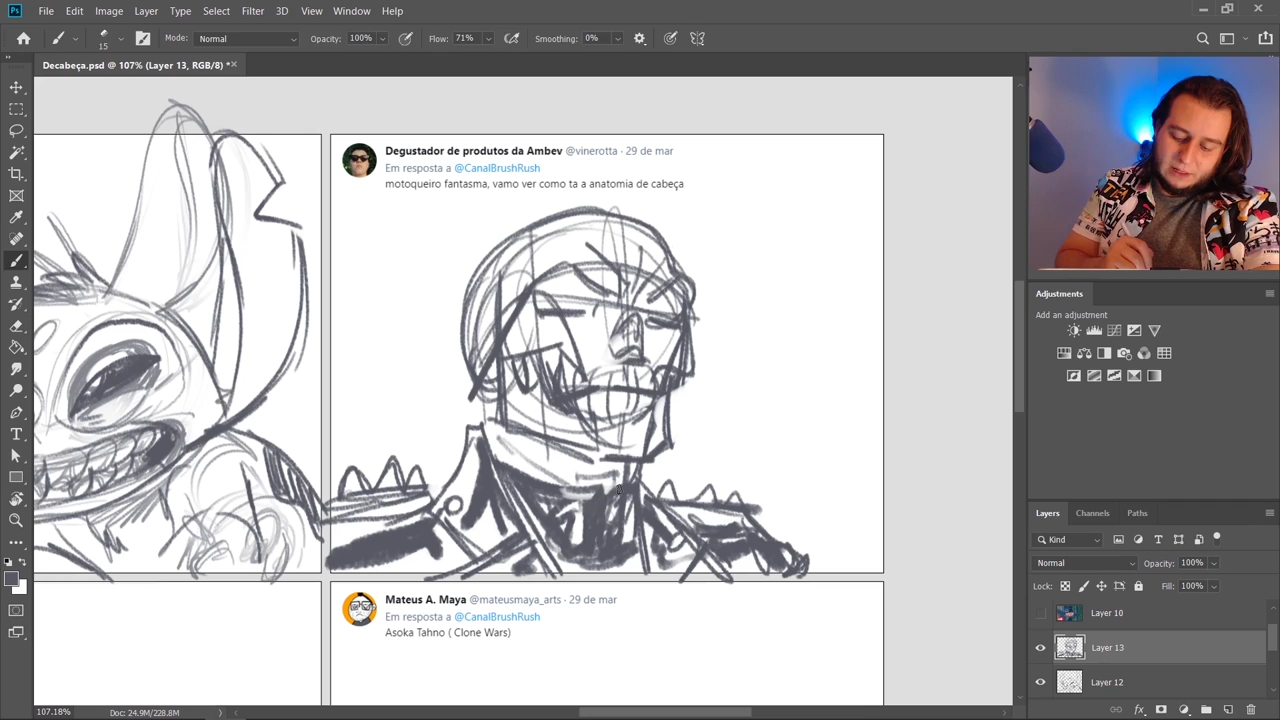 Ps File Edit Image Layer Type Select Filter 3D View Window Help
15 Mode: Normal Opacity: 100% Flow: 71% Smoothing: 0%
Decabeça.psd @ 107% (Layer 13, RGB/8) *
Degustador de produtos da Ambev @vinerotta · 29 de mar
Em resposta a @CanalBrushRush
motoqueiro fantasma, vamo ver como ta a anatomia de cabeça
Mateus A. Maya @mateusmaya_arts · 29 de mar
Em resposta a @CanalBrushRush
Asoka Tahno ( Clone Wars)
Adjustments
Add an adjustment
Layers Channels Paths
Kind
Normal Opacity: 100%
Lock: Fill: 100%
Layer 10
Layer 13
Layer 12
107.18% Doc: 24.9M/228.8M